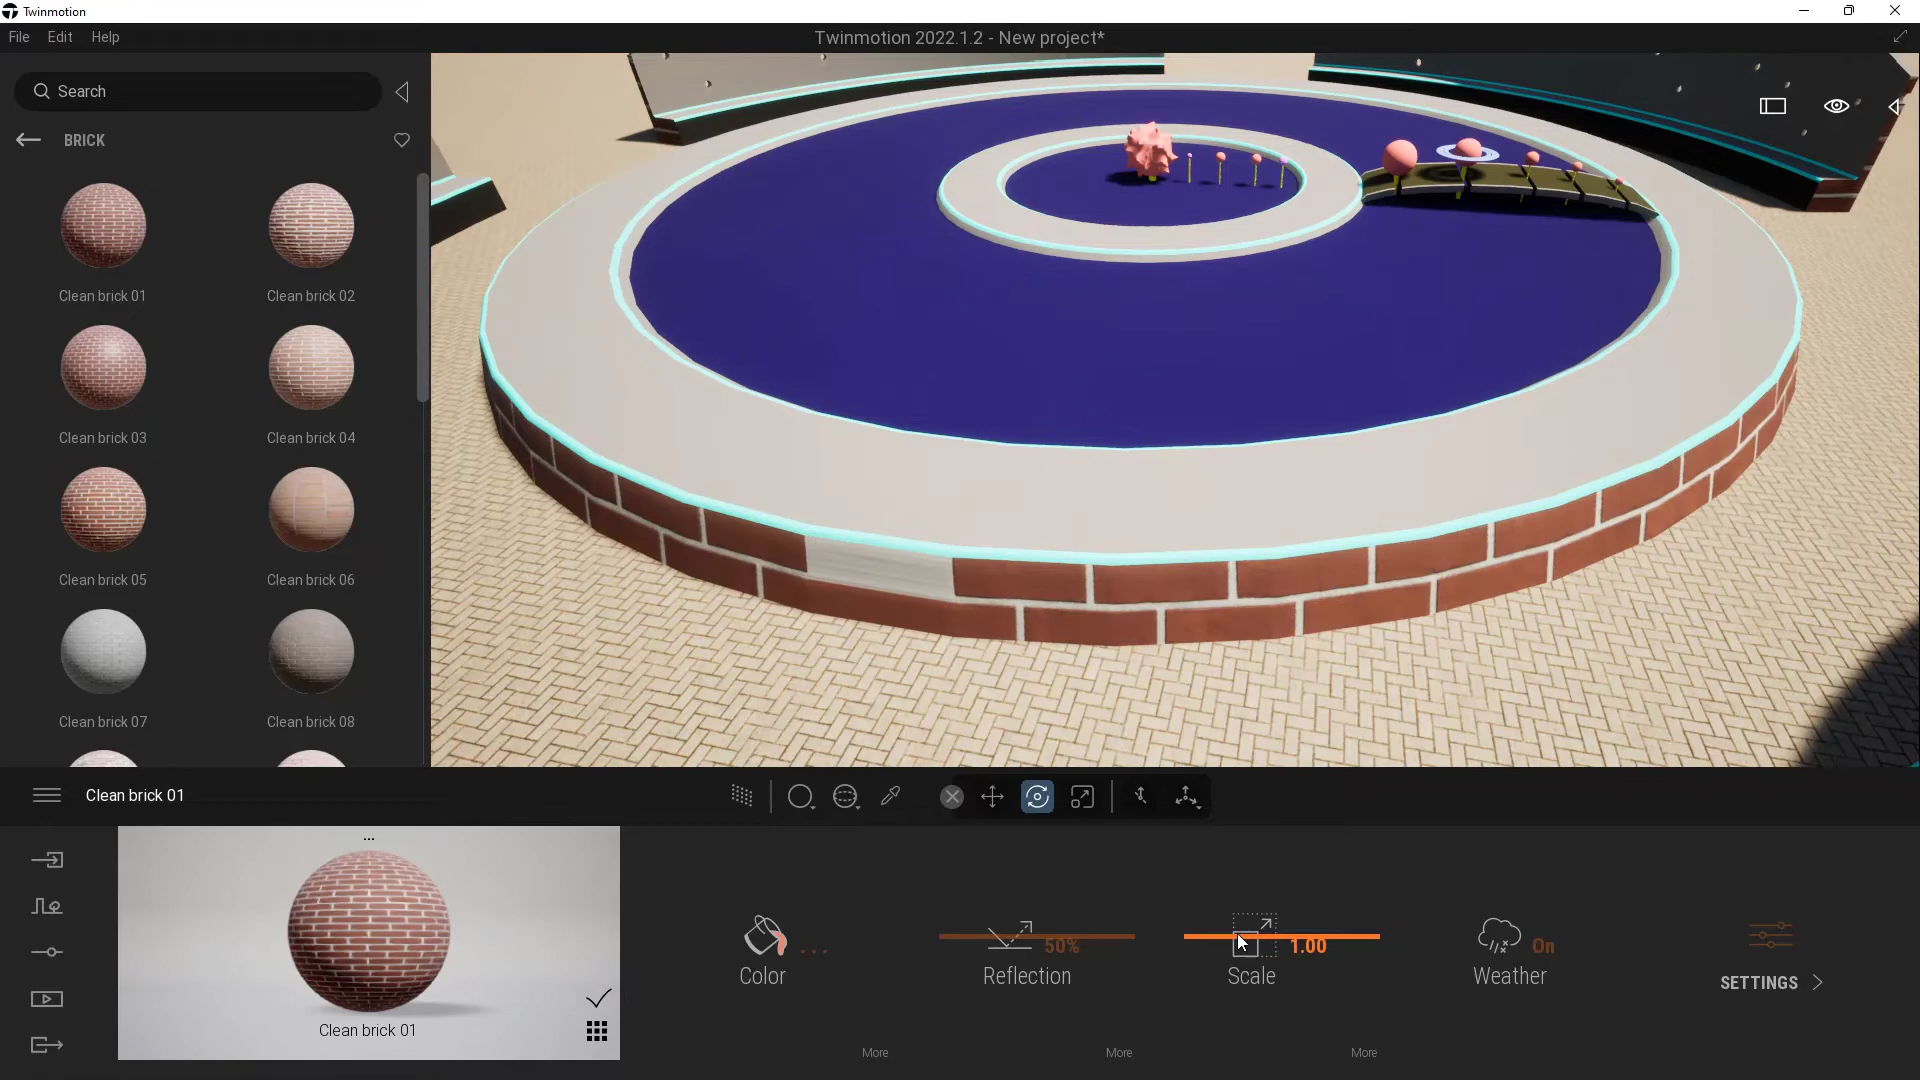 Twinmotion
File Edit Help
Twinmotion 2022.1.2 - New project*
Search
BRICK
Clean brick 01
Clean brick 02
Clean brick 03
Clean brick 04
Clean brick 05
Clean brick 06
Clean brick 07
Clean brick 08
Clean brick 01
...
Clean brick 01
Color ...
Reflection 50%
Scale 1.00
Weather On
SETTINGS
More
More
More